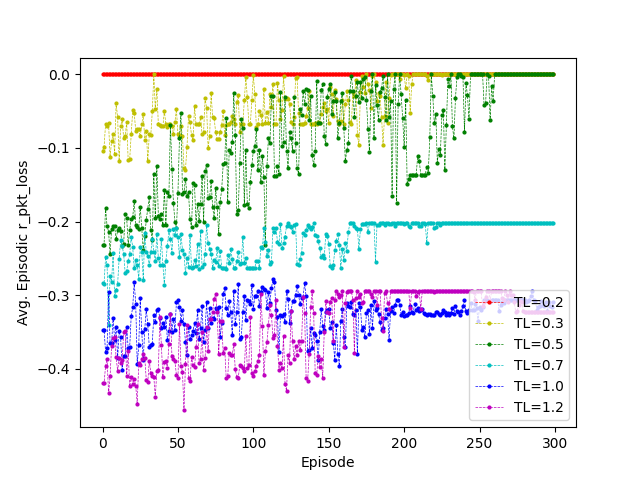 0.0
−0.1
−0.2
−0.3
−0.4
Avg. Episodic r_pkt_loss
0
50
100
150
200
250
300
Episode
TL=0.2
TL=0.3
TL=0.5
TL=0.7
TL=1.0
TL=1.2